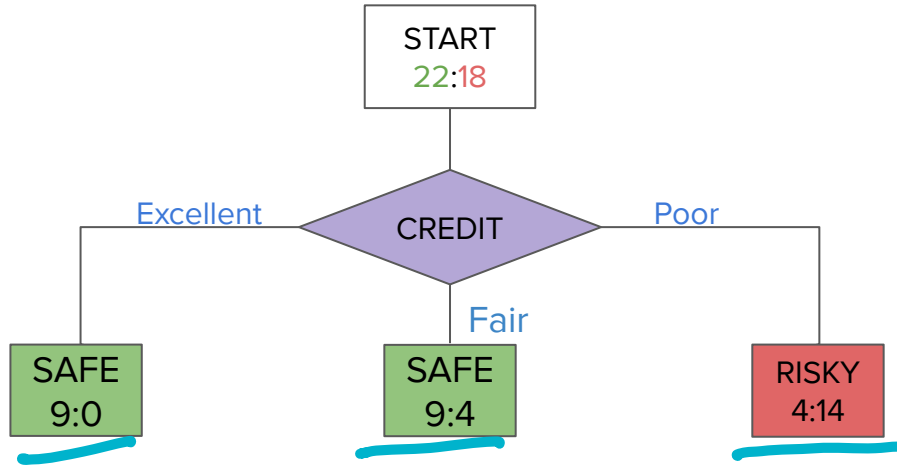 START
22:18
Excellent
CREDIT
Poor
Fair
SAFE
9:0
SAFE
9:4
RISKY
4:14